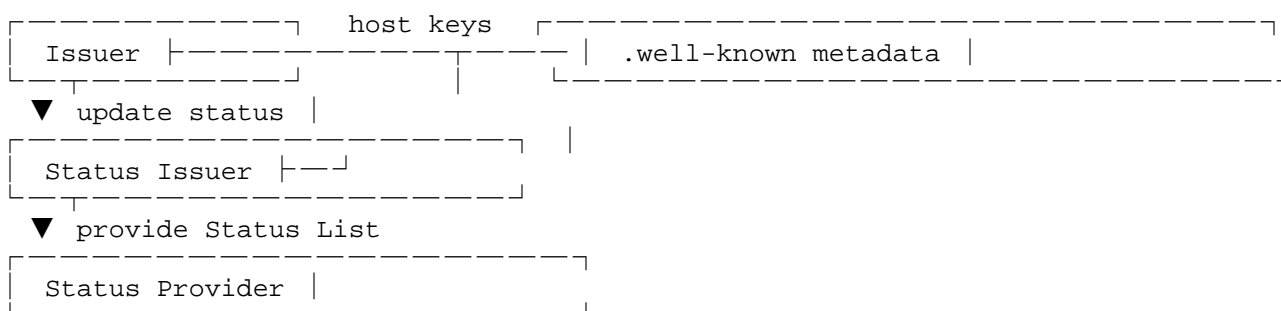 host keys
Issuer .well-known metadata
▼ update status
Status Issuer
▼ provide Status List
Status Provider